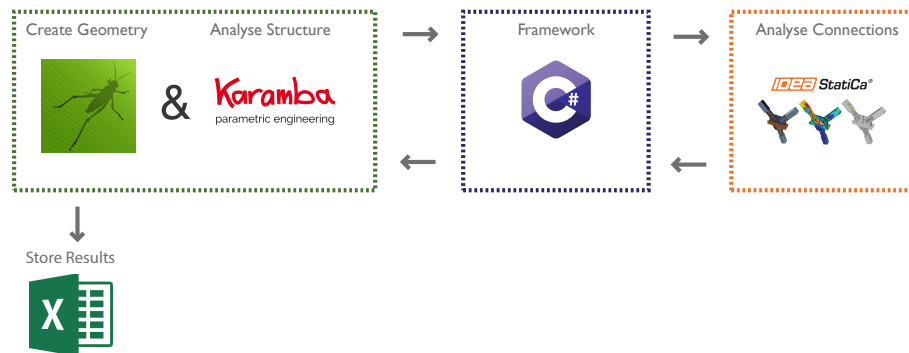 Create Geometry
Analyse Structure
Framework
Analyse Connections
&
Karamba
parametric engineering
C#
IDEA StatiCa®
Store Results
X